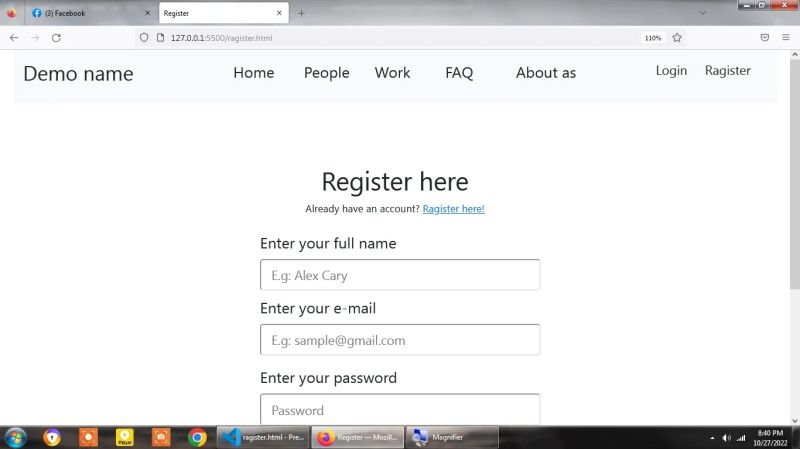 (3) Facebook
Register
127.0.0.1:5500/ragister.html
110%
Demo name
Home
People
Work
FAQ
About as
Login
Ragister
Register here
Already have an account? Ragister here!
Enter your full name
E.g: Alex Cary
Enter your e-mail
E.g: sample@gmail.com
Enter your password
Password
ragister.html - Pre...
Register — Mozil...
Magnifier
8:40 PM
10/27/2022